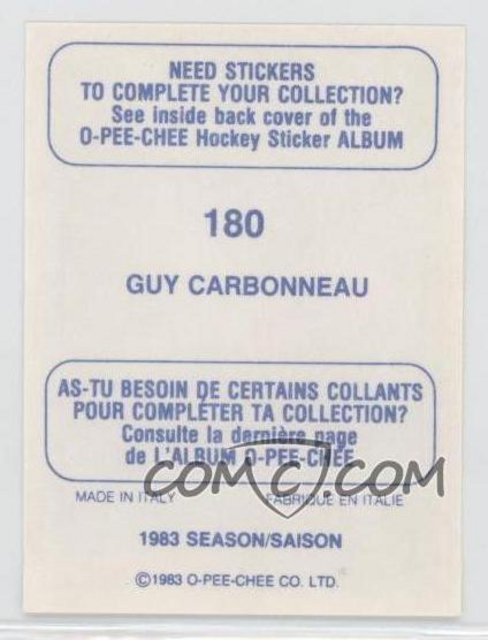 NEED STICKERS
TO COMPLETE YOUR COLLECTION?
See inside back cover of the
O-PEE-CHEE Hockey Sticker ALBUM
180
GUY CARBONNEAU
AS-TU BESOIN DE CERTAINS COLLANTS
POUR COMPLÉTER TA COLLECTION?
Consulte la dernière page
de L'ALBUM O-PEE-CHEE
COMC.COM
MADE IN ITALY FABRIQUÉ EN ITALIE
1983 SEASON/SAISON
©1983 O-PEE-CHEE CO. LTD.